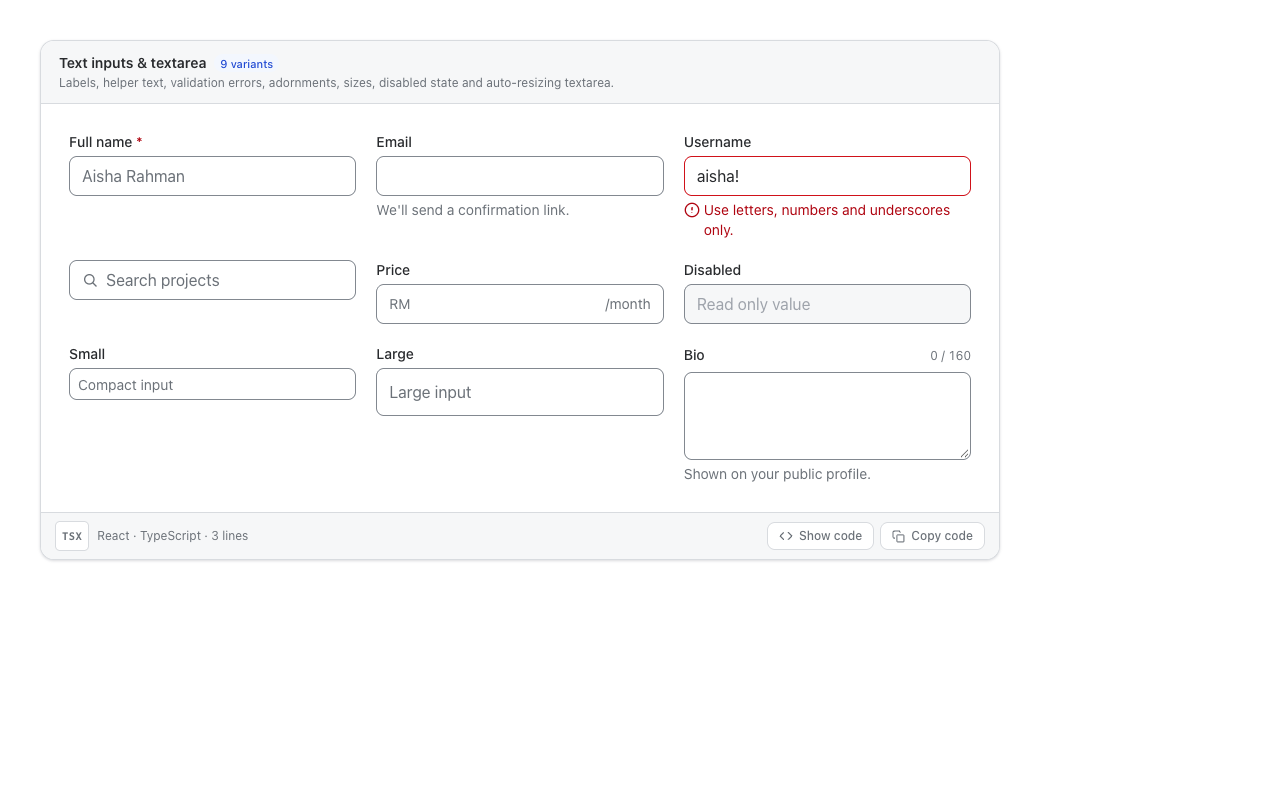 Text inputs & textarea 9 variants
Labels, helper text, validation errors, adornments, sizes, disabled state and auto-resizing textarea.
Full name *
Aisha Rahman
Email
We'll send a confirmation link.
Username
aisha!
Use letters, numbers and underscores
only.
Search projects
Price
RM /month
Disabled
Read only value
Small
Compact input
Large
Large input
Bio 0 / 160
Shown on your public profile.
TSX React · TypeScript · 3 lines
Show code
Copy code